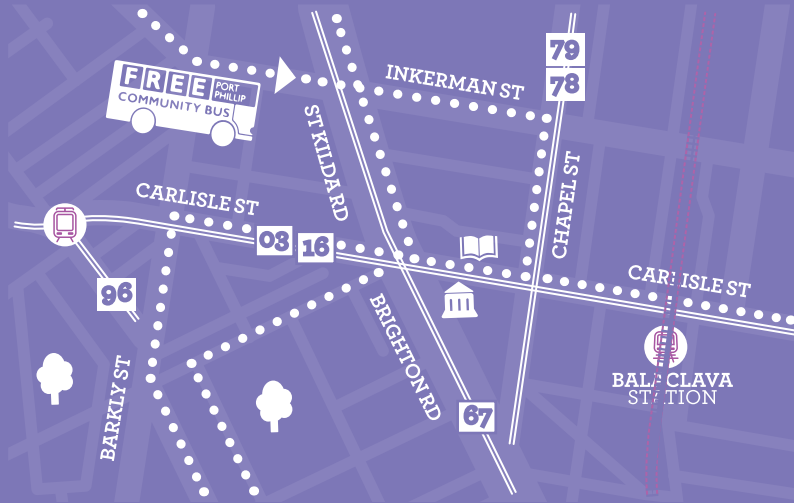 FREE
PORT
PHILLIP
COMMUNITY BUS
INKERMAN ST
79
78
ST KILDA RD
CHAPEL ST
CARLISLE ST
03
16
CARLISLE ST
96
BRIGHTON RD
BARKLY ST
BALACLAVA
STATION
67